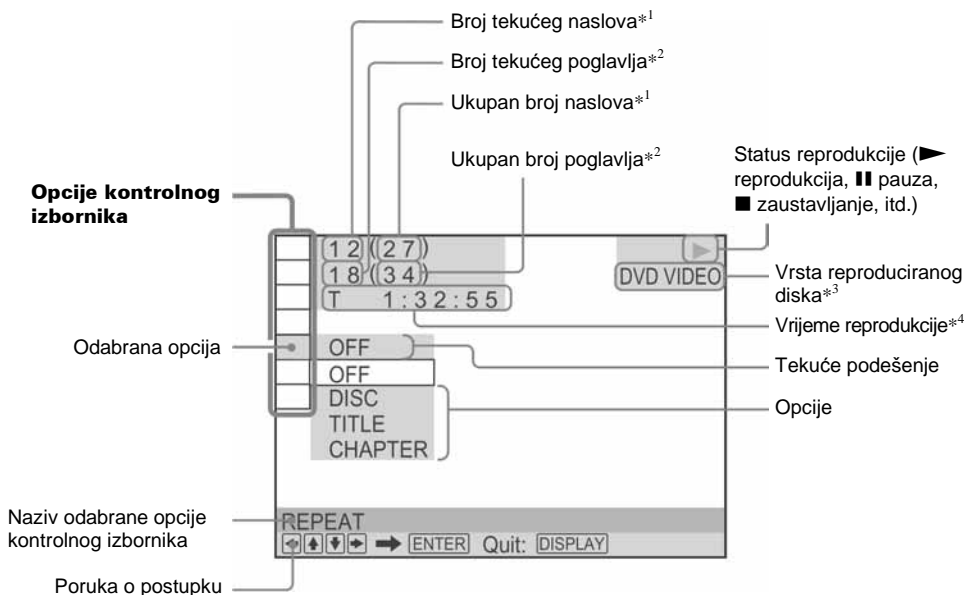 Broj tekućeg naslova*1
Broj tekućeg poglavlja*2
Ukupan broj naslova*1
Ukupan broj poglavlja*2
Status reprodukcije (▶
reprodukcija, ▮▮ pauza,
■ zaustavljanje, itd.)
Opcije kontrolnog
izbornika
12(27)
18(34)
T 1:32:55
▶
DVD VIDEO
Vrsta reproduciranog
diska*3
Vrijeme reprodukcije*4
Odabrana opcija
OFF
Tekuće podešenje
OFF
DISC
TITLE
CHAPTER
Opcije
Naziv odabrane opcije
kontrolnog izbornika
REPEAT
←↑↓→ ➡ ENTER Quit: DISPLAY
Poruka o postupku